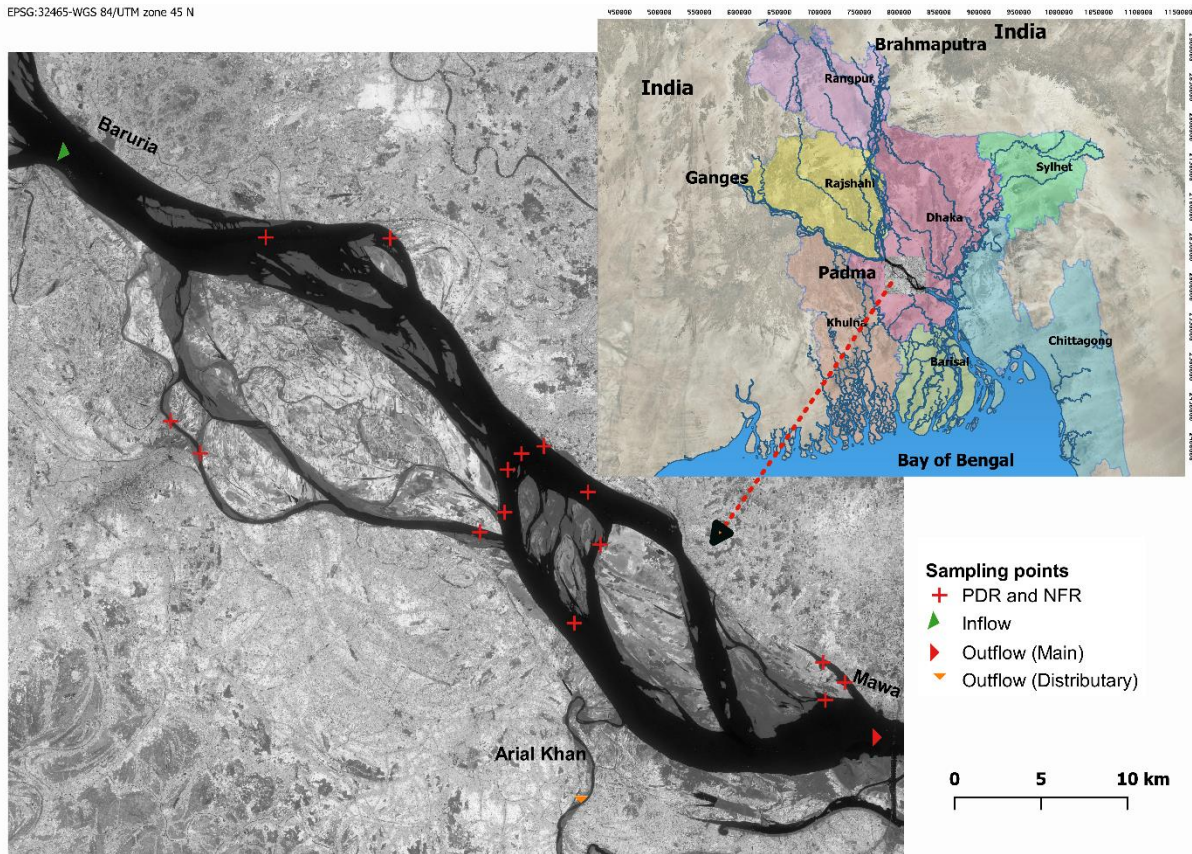 EPSG:32465-WGS 84/UTM zone 45 N
450000 500000 550000 600000 650000 700000 750000 800000 850000 900000 950000 1000000 1050000 1100000 1150000
India
Brahmaputra
India
Rangpur
Sylhet
Ganges
Rajshahi
Dhaka
Padma
Khulna
Chittagong
Barisal
Bay of Bengal
Baruria
Mawa
Arial Khan
Sampling points
PDR and NFR
Inflow
Outflow (Main)
Outflow (Distributary)
0 5 10 km